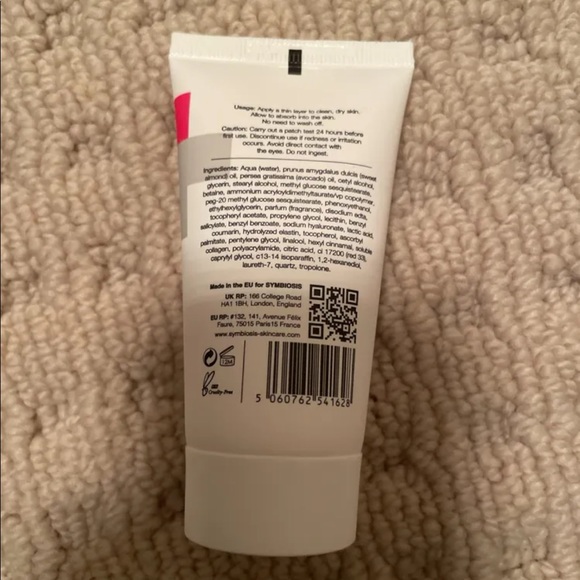 Usage: Apply a thin layer to clean, dry skin.
Allow to absorb into the skin.
No need to wash off.
Caution: Carry out a patch test 24 hours before
first use. Discontinue use if redness or irritation
occurs. Avoid direct contact with
the eyes. Do not ingest.
Ingredients: Aqua (water), prunus amygdalus dulcis (sweet
almond) oil, persea gratissima (avocado) oil, cetyl alcohol,
glycerin, stearyl alcohol, methyl glucose sesquistearate,
betaine, ammonium acryloyldimethyltaurate/vp copolymer,
peg-20 methyl glucose sesquistearate, phenoxyethanol,
ethylhexylglycerin, parfum (fragrance), disodium edta,
tocopheryl acetate, propylene glycol, lecithin, benzyl
salicylate, benzyl benzoate, sodium hyaluronate, lactic acid,
coumarin, hydrolyzed elastin, tocopherol, ascorbyl
palmitate, pentylene glycol, linalool, hexyl cinnamal, soluble
collagen, polyacrylamide, citric acid, ci 17200 (red 33),
caprylyl glycol, c13-14 isoparaffin, 1,2-hexanediol,
laureth-7, quartz, tropolone.
Made in the EU for SYMBIOSIS
UK RP: 166 College Road
HA1 1BH, London, England
EU RP: #132, 141, Avenue Félix
Faure, 75015 Paris15 France
www.symbiosis-skincare.com
12M
Cruelty-Free
5 060762 541628